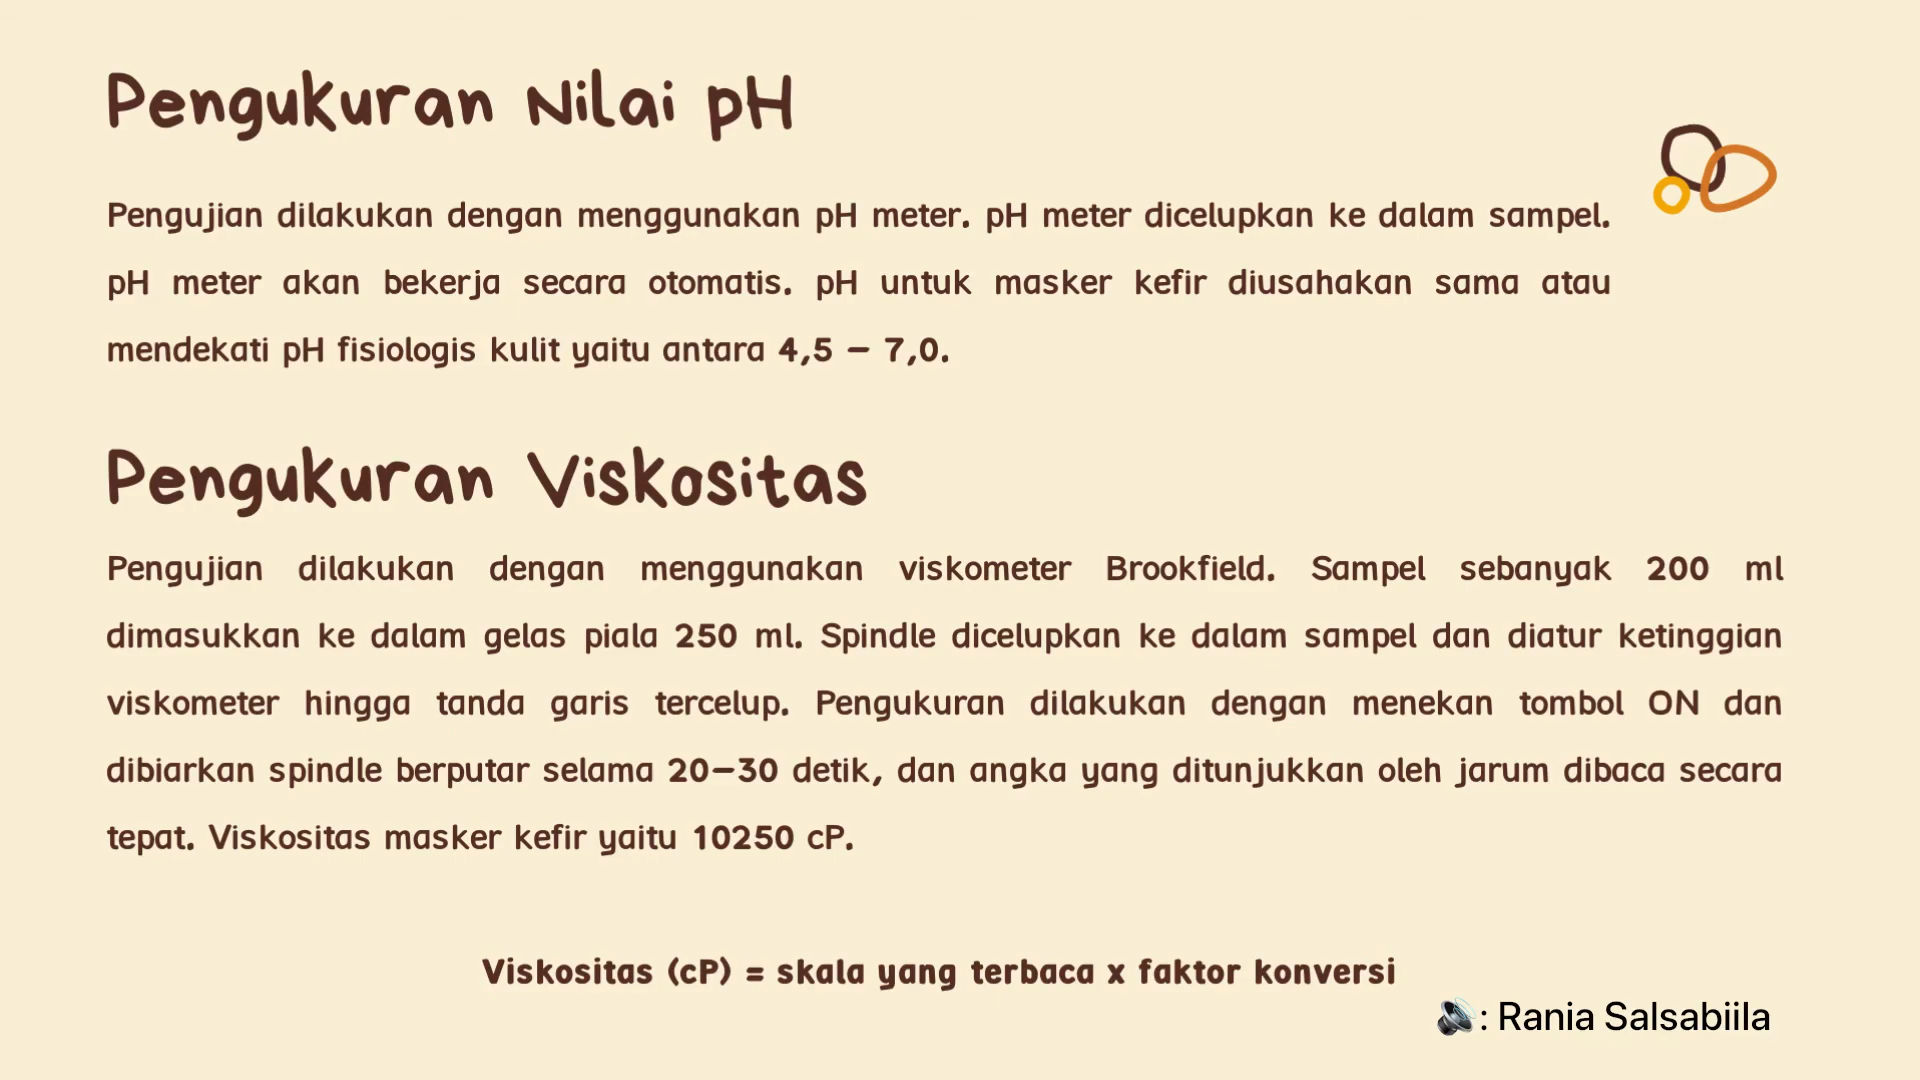 Pengukuran Nilai pH
Pengujian dilakukan dengan menggunakan pH meter. pH meter dicelupkan ke dalam sampel.
pH meter akan bekerja secara otomatis. pH untuk masker kefir diusahakan sama atau
mendekati pH fisiologis kulit yaitu antara 4,5 – 7,0.
Pengukuran Viskositas
Pengujian dilakukan dengan menggunakan viskometer Brookfield. Sampel sebanyak 200 ml
dimasukkan ke dalam gelas piala 250 ml. Spindle dicelupkan ke dalam sampel dan diatur ketinggian
viskometer hingga tanda garis tercelup. Pengukuran dilakukan dengan menekan tombol ON dan
dibiarkan spindle berputar selama 20–30 detik, dan angka yang ditunjukkan oleh jarum dibaca secara
tepat. Viskositas masker kefir yaitu 10250 cP.
Viskositas (cP) = skala yang terbaca x faktor konversi
🔊: Rania Salsabiila